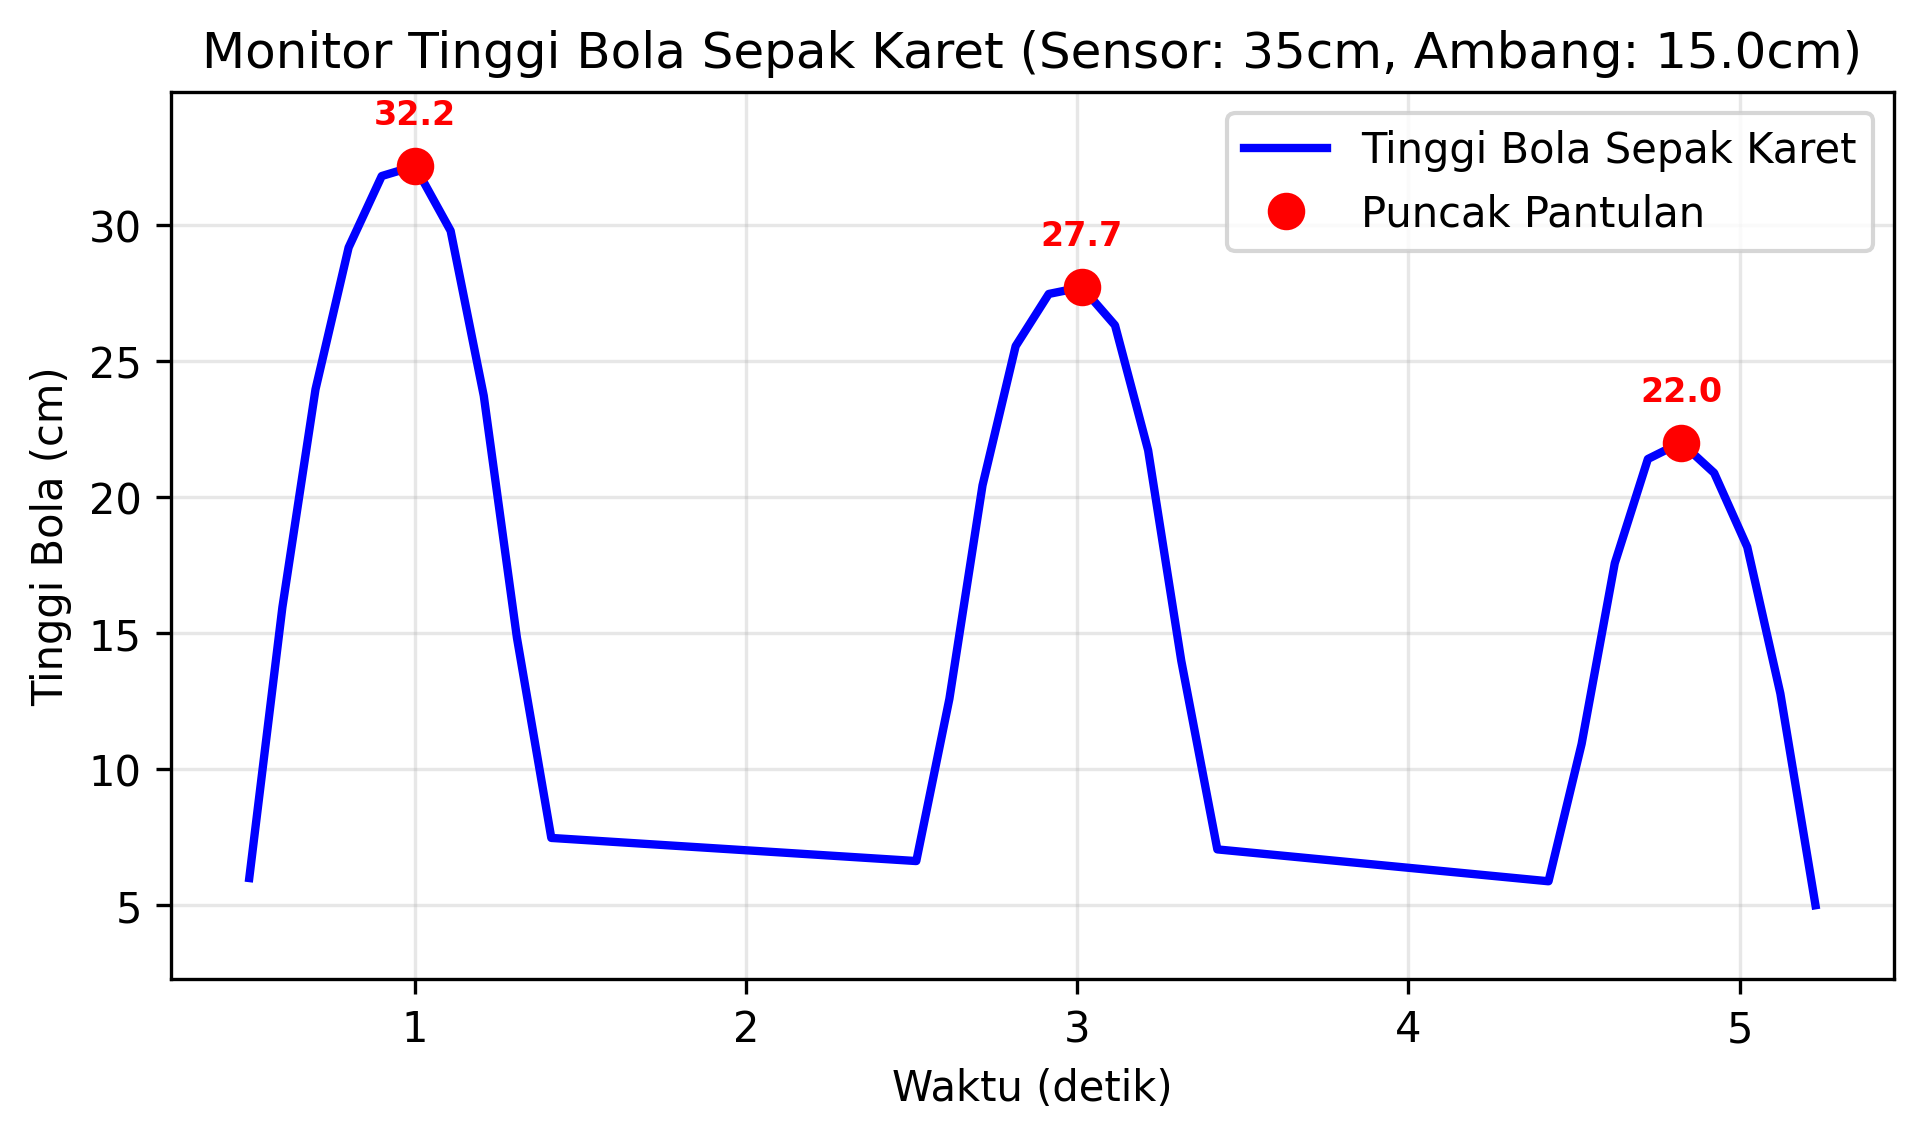 Monitor Tinggi Bola Sepak Karet (Sensor: 35cm, Ambang: 15.0cm)
Tinggi Bola Sepak Karet
Puncak Pantulan
32.2
27.7
22.0
Tinggi Bola (cm)
30
25
20
15
10
5
1 2 3 4 5
Waktu (detik)